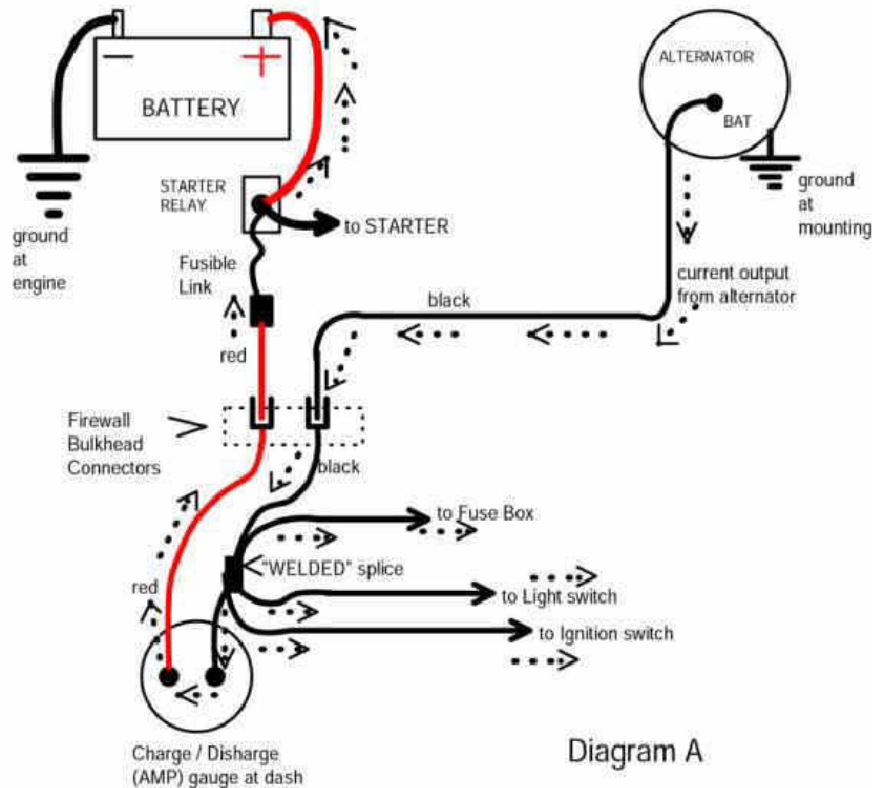 −
+
BATTERY
ALTERNATOR
BAT
STARTER
RELAY
to STARTER
ground
at
engine
ground
at
mounting
Fusible
Link
current output
from alternator
black
red
Firewall
Bulkhead
Connectors
black
to Fuse Box
"WELDED" splice
red
to Light switch
to Ignition switch
Charge / Disharge
(AMP) gauge at dash
Diagram A